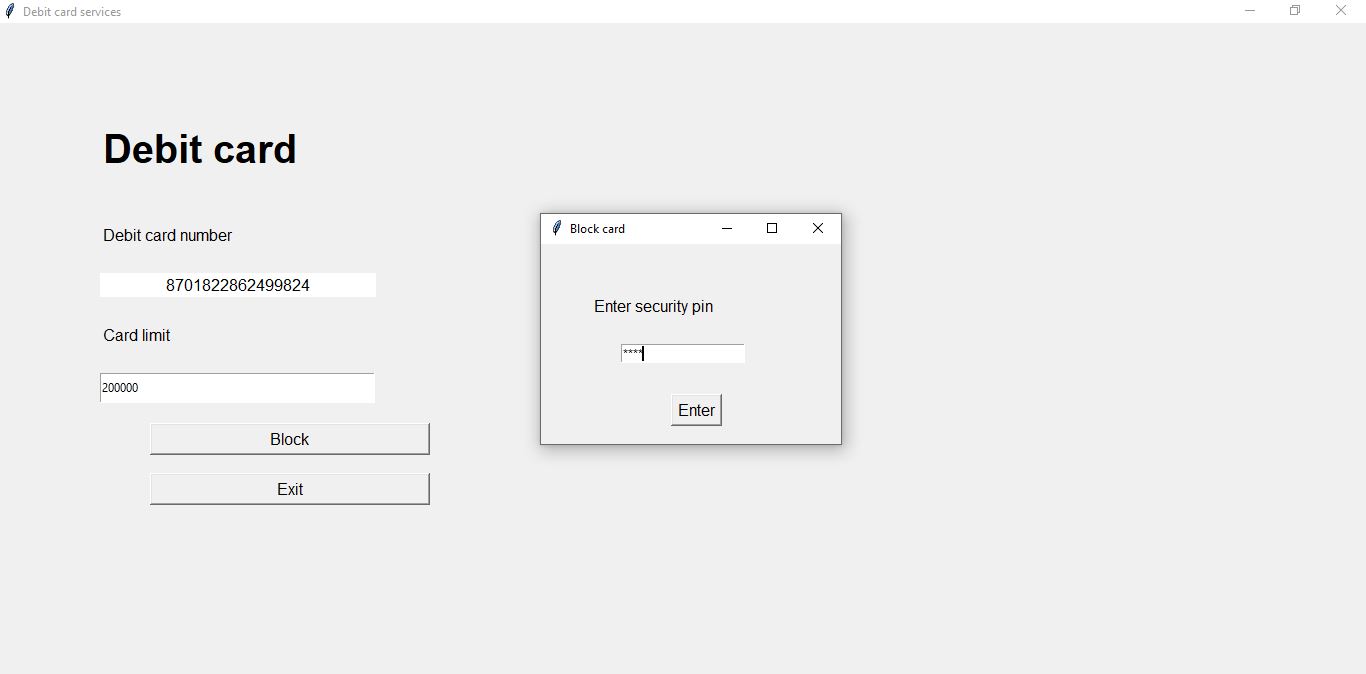 Debit card services
Debit card
Debit card number
8701822862499824
Card limit
200000
Block
Exit
Block card
Enter security pin
****
Enter